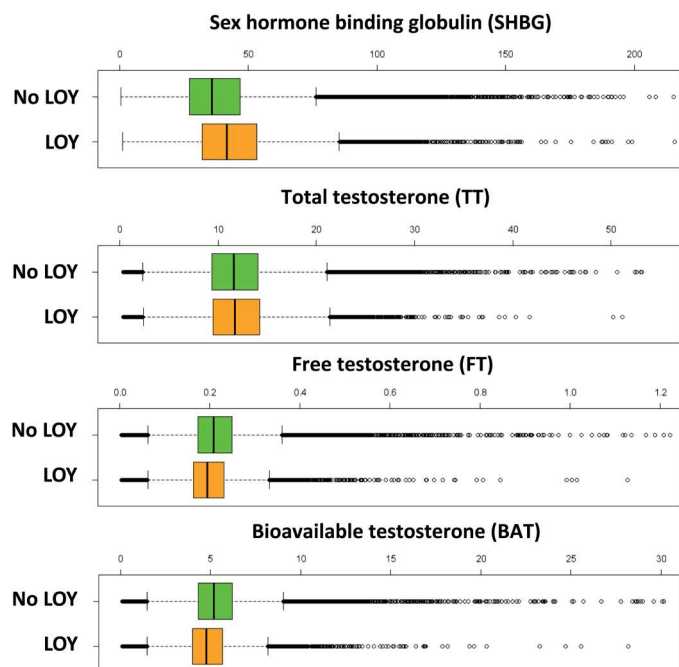 Sex hormone binding globulin (SHBG)
0 50 100 150 200
No LOY
LOY
Total testosterone (TT)
0 10 20 30 40 50
No LOY
LOY
Free testosterone (FT)
0.0 0.2 0.4 0.6 0.8 1.0 1.2
No LOY
LOY
Bioavailable testosterone (BAT)
0 5 10 15 20 25 30
No LOY
LOY